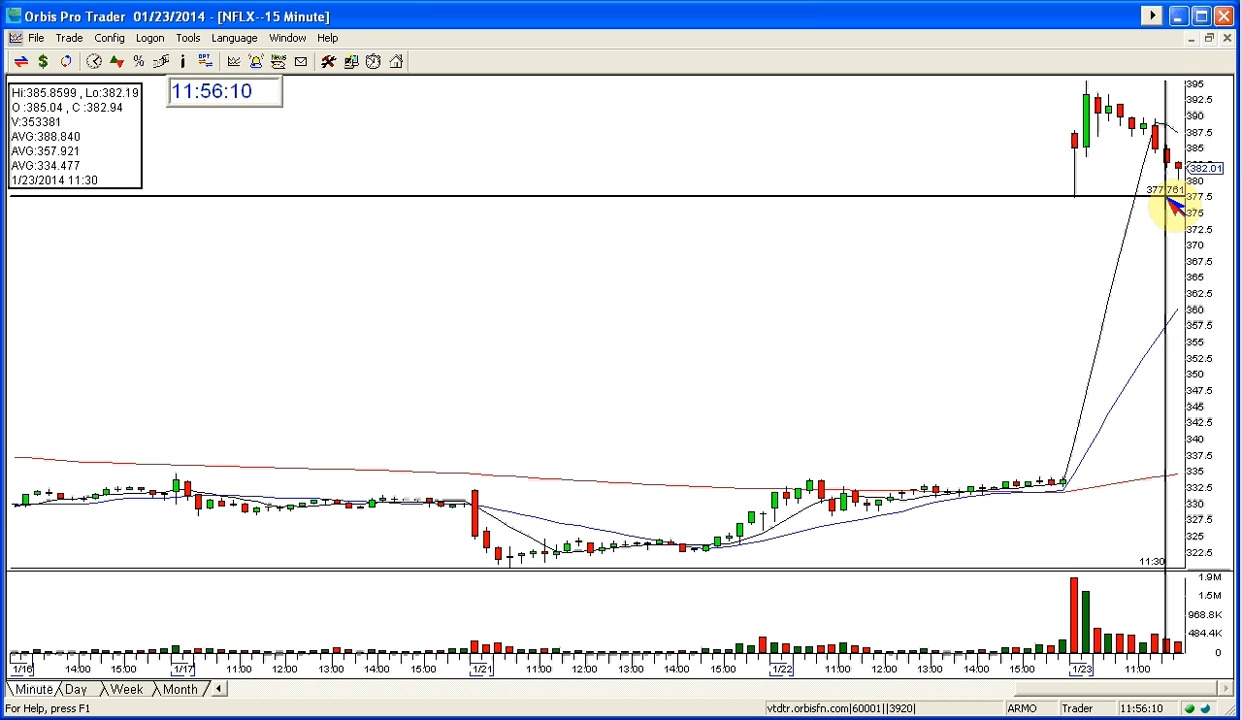 Orbis Pro Trader 01/23/2014 - [NFLX--15 Minute]
File Trade Config Logon Tools Language Window Help
11:56:10
Hi:385.8599 , Lo:382.19
O :385.04 , C :382.94
V:353381
AVG:388.840
AVG:357.921
AVG:334.477
1/23/2014 11:30
395
392.5
390
387.5
385
382.01
380
377.761
377.5
375
372.5
370
367.5
365
362.5
360
357.5
355
352.5
350
347.5
345
342.5
340
337.5
335
332.5
330
327.5
325
322.5
11:30
1.9M
1.5M
968.8K
484.4K
0
1/16 14:00 15:00 1/17 11:00 12:00 13:00 14:00 15:00 1/21 11:00 12:00 13:00 14:00 15:00 1/22 11:00 12:00 13:00 14:00 15:00 1/23 11:00
Minute Day Week Month
For Help, press F1 vtdtr.orbisfn.com|60001||3920| ARMO Trader 11:56:10